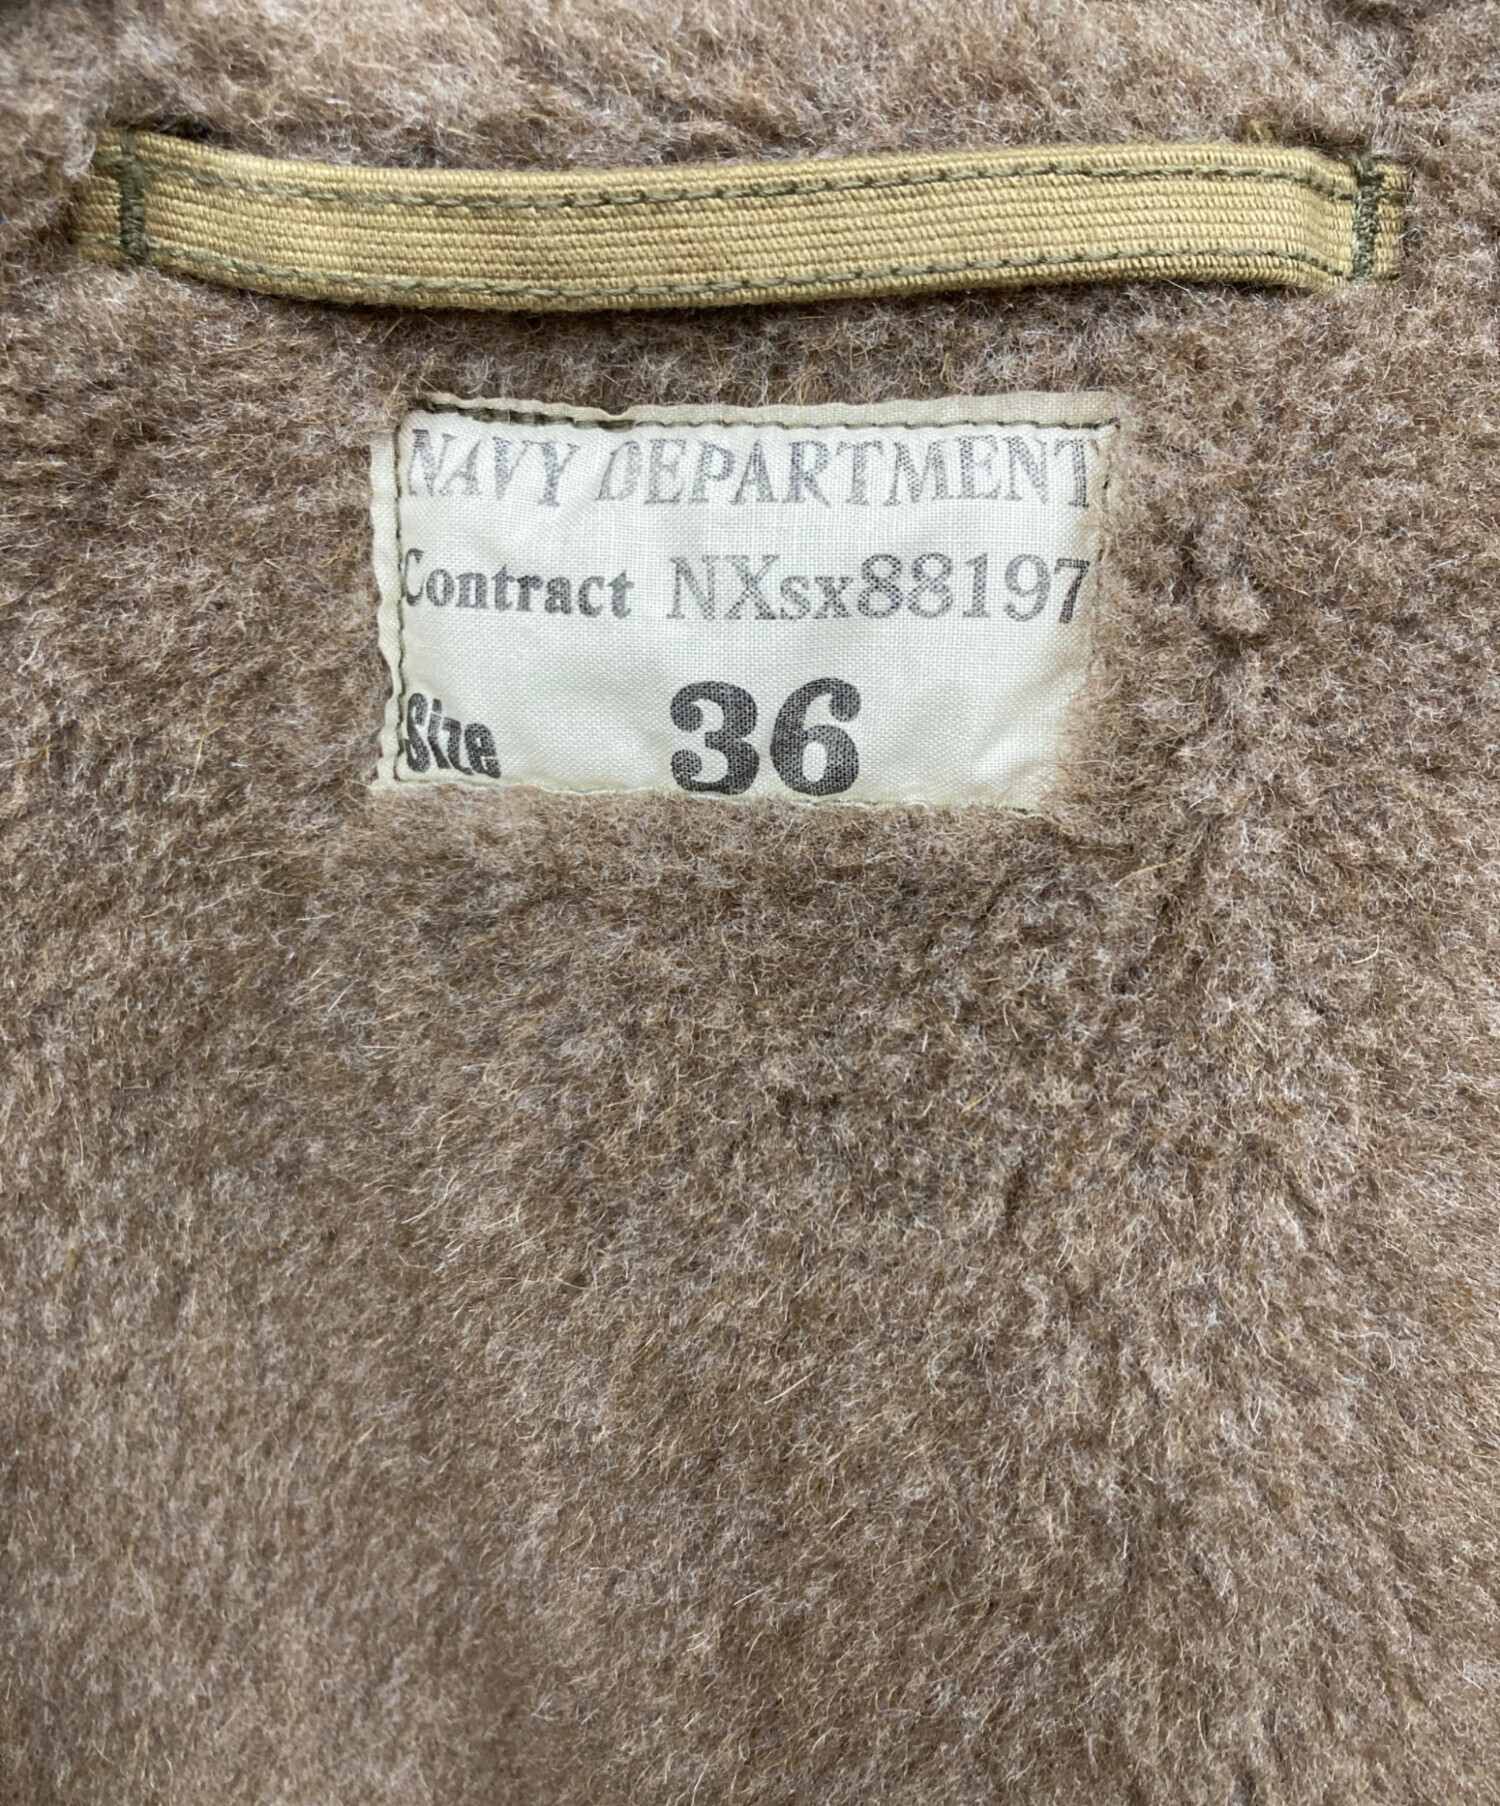 NAVY DEPARTMENT
Contract NXsx88197
Size 36